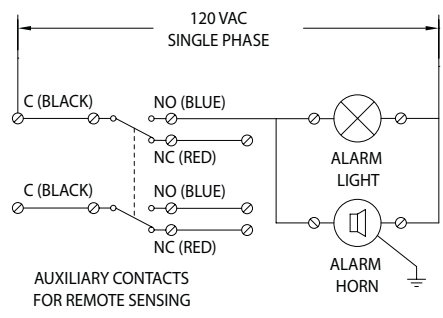 120 VAC
SINGLE PHASE
C (BLACK)
NO (BLUE)
NC (RED)
ALARM
LIGHT
C (BLACK)
NO (BLUE)
NC (RED)
ALARM
HORN
AUXILIARY CONTACTS
FOR REMOTE SENSING